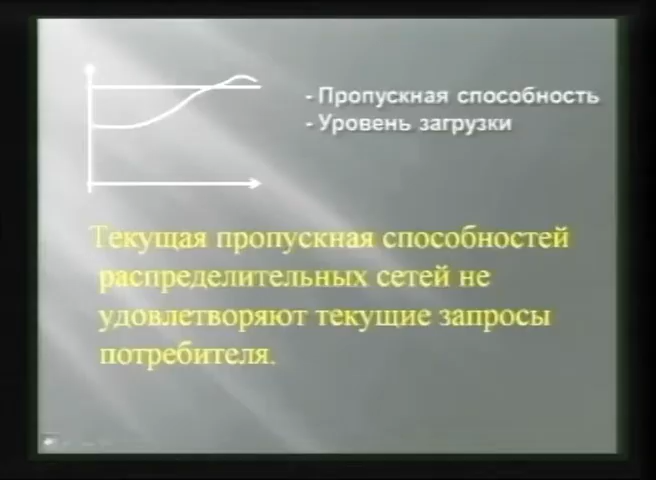 - Пропускная способность
- Уровень загрузки
Текущая пропускная способностей
распределительных сетей не
удовлетворяют текущие запросы
потребителя.